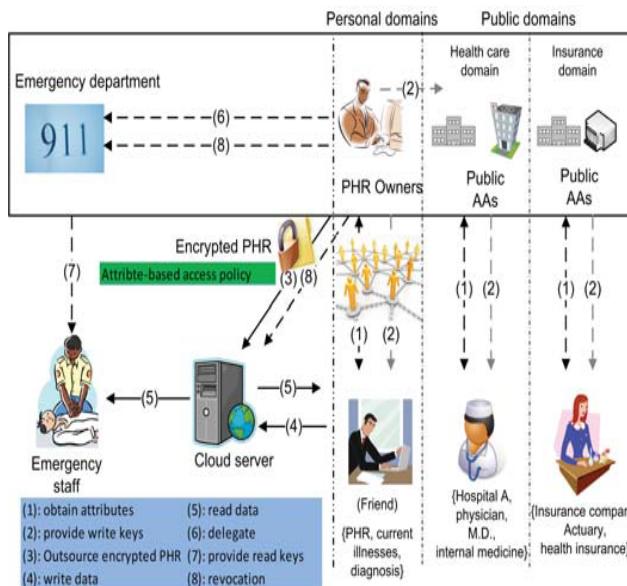 Personal domains
Public domains
Emergency department
Health care
domain
Insurance
domain
911
(6)
(8)
(2)
PHR Owners
Public
AAs
Public
AAs
Encrypted PHR
Attribte-based access policy
(3)
(8)
(7)
(1)
(2)
(1)
(2)
(1)
(2)
(5)
(5)
(4)
Emergency
staff
Cloud server
(Friend)
{PHR, current
illnesses,
diagnosis}
{Hospital A,
physician,
M.D.,
internal medicine}
{Insurance compar
Actuary,
health insurance}
(1): obtain attributes
(2): provide write keys
(3): Outsource encrypted PHR
(4): write data
(5): read data
(6): delegate
(7): provide read keys
(8): revocation